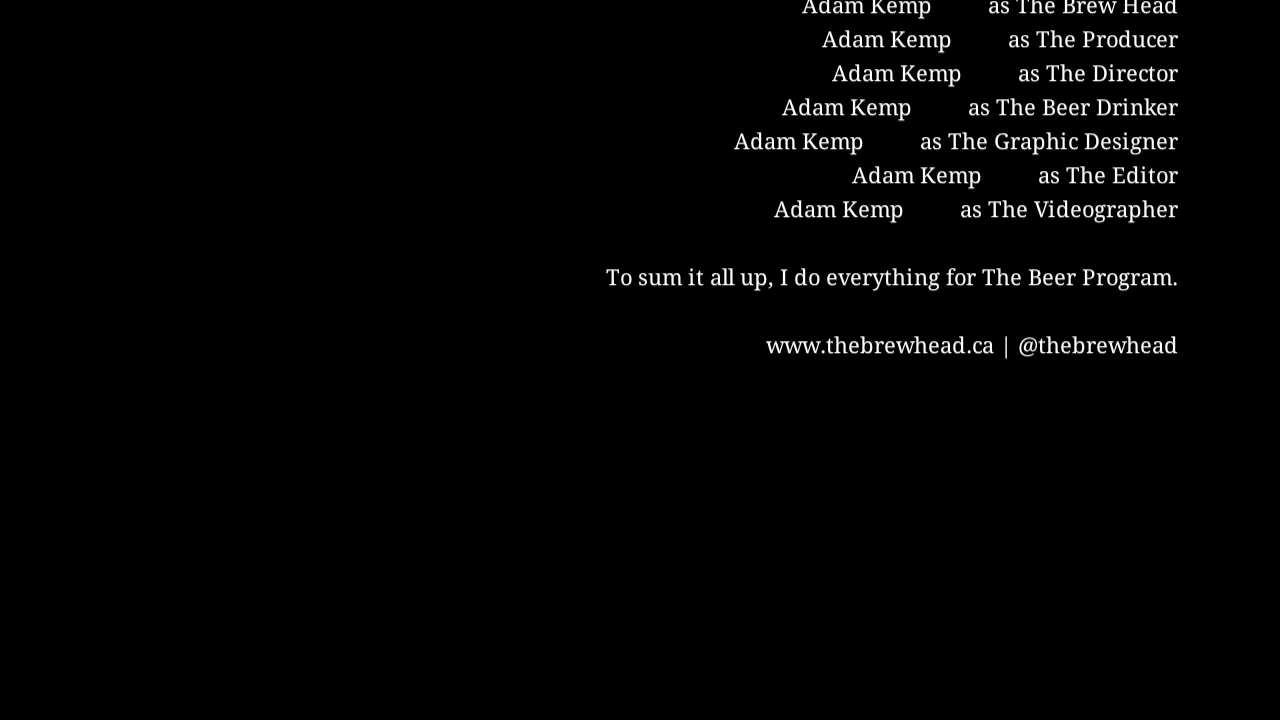 Adam Kemp as The Brew Head
Adam Kemp as The Producer
Adam Kemp as The Director
Adam Kemp as The Beer Drinker
Adam Kemp as The Graphic Designer
Adam Kemp as The Editor
Adam Kemp as The Videographer
To sum it all up, I do everything for The Beer Program.
www.thebrewhead.ca | @thebrewhead